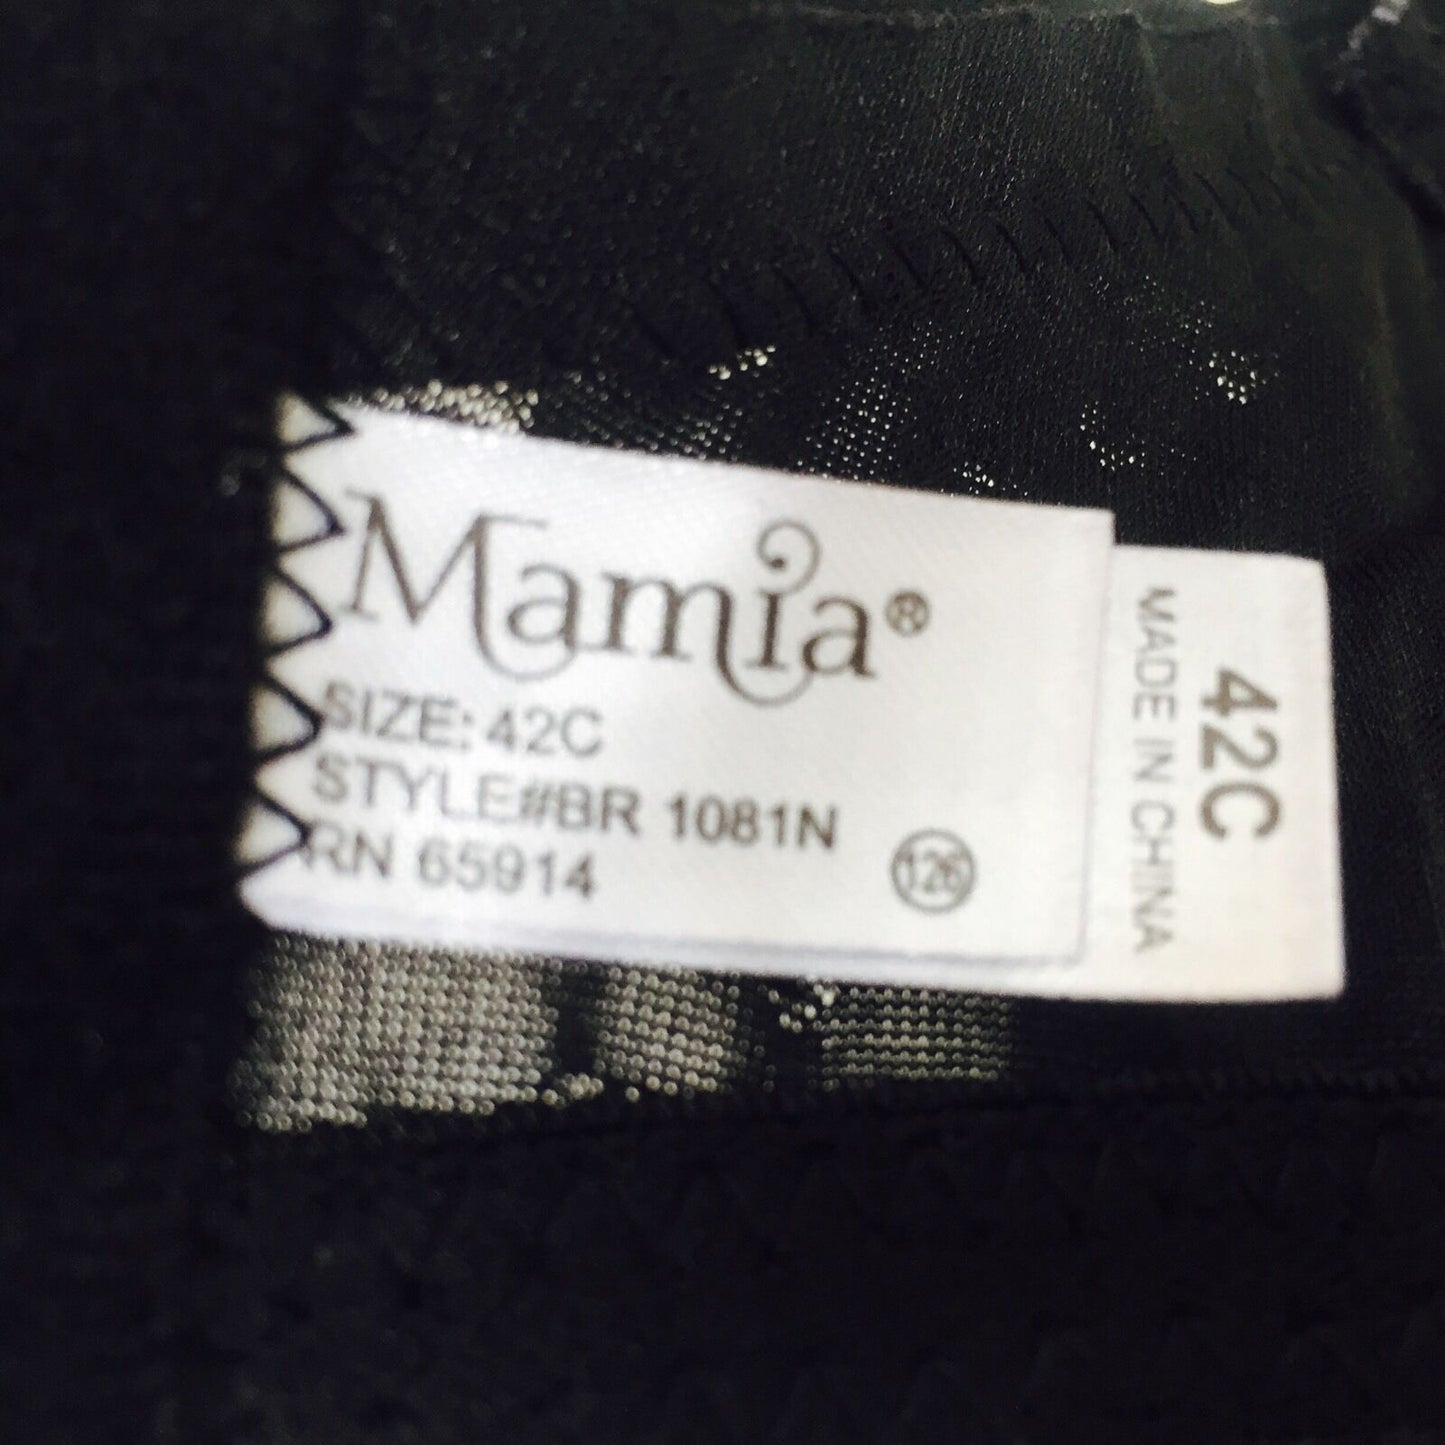 Mamia®
SIZE: 42C
STYLE#BR 1081N
RN 65914
126
42C
MADE IN CHINA